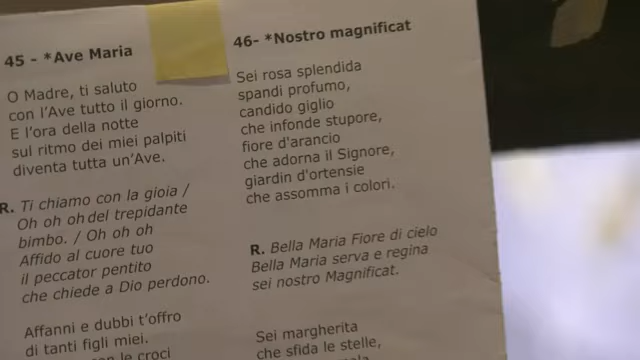 45 - *Ave Maria
O Madre, ti saluto
con l'Ave tutto il giorno.
E l'ora della notte
sul ritmo dei miei palpiti
diventa tutta un'Ave.
R. Ti chiamo con la gioia /
Oh oh oh del trepidante
bimbo. / Oh oh oh
Affido al cuore tuo
il peccator pentito
che chiede a Dio perdono.
Affanni e dubbi t'offro
di tanti figli miei.
con le croci
46- *Nostro magnificat
Sei rosa splendida
spandi profumo,
candido giglio
che infonde stupore,
fiore d'arancio
che adorna il Signore,
giardin d'ortensie
che assomma i colori.
R. Bella Maria Fiore di cielo
Bella Maria serva e regina
sei nostro Magnificat.
Sei margherita
che sfida le stelle,